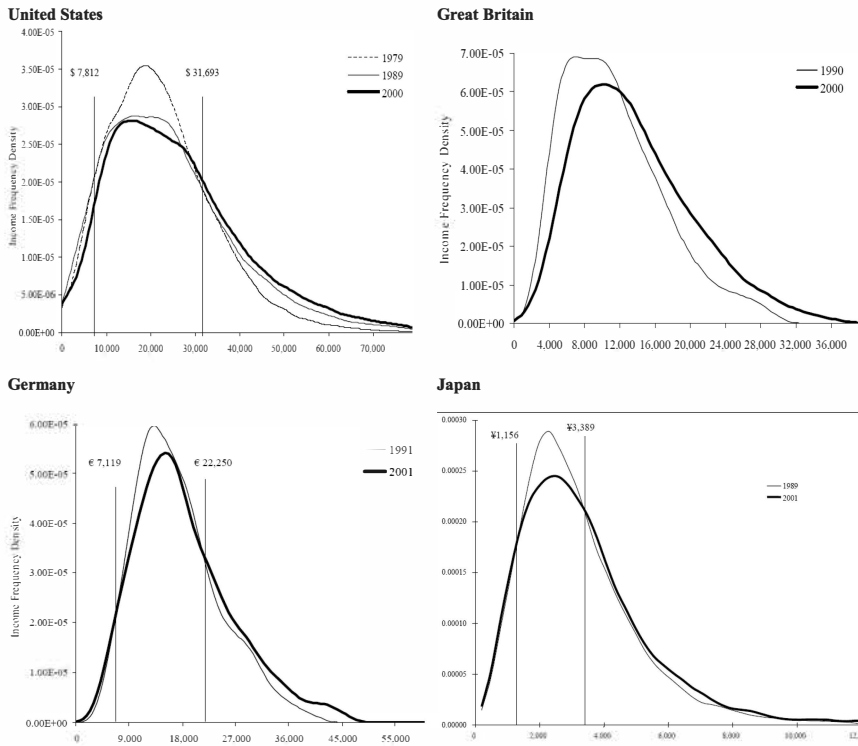 United States
4.00E-05
3.50E-05
3.00E-05
2.50E-05
2.00E-05
1.50E-05
1.00E-05
5.00E-06
0.00E+00
Income Frequency Density
$ 7,812
$ 31,693
1979
1989
2000
0 10,000 20,000 30,000 40,000 50,000 60,000 70,000
Great Britain
7.00E-05
6.00E-05
5.00E-05
4.00E-05
3.00E-05
2.00E-05
1.00E-05
0.00E+00
Income Frequency Density
1990
2000
0 4,000 8,000 12,000 16,000 20,000 24,000 28,000 32,000 36,000
Germany
6.00E-05
5.00E-05
4.00E-05
3.00E-05
2.00E-05
1.00E-05
0.00E+00
Income Frequency Density
€ 7,119
€ 22,250
1991
2001
0 9,000 18,000 27,000 36,000 45,000 55,000
Japan
0.00030
0.00025
0.00020
0.00015
0.00010
0.00005
0.00000
¥1,156
¥3,389
1989
2001
0 2,000 4,000 6,000 8,000 10,000